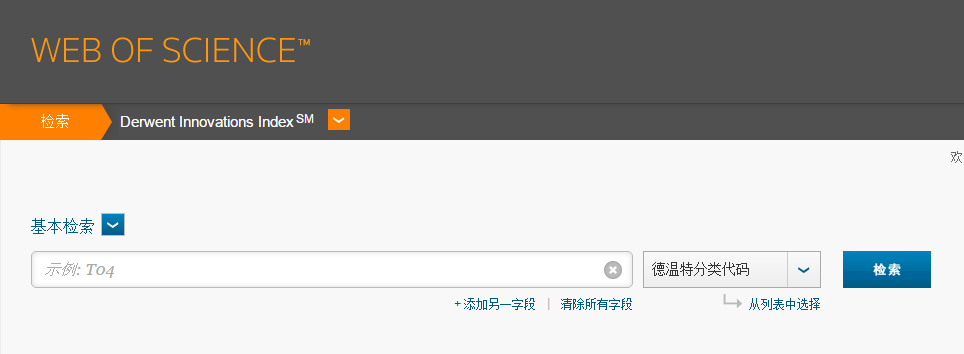 WEB OF SCIENCE™
检索 Derwent Innovations Index SM
欢
基本检索
示例: T04 德温特分类代码 检索
+ 添加另一字段 | 清除所有字段 从列表中选择